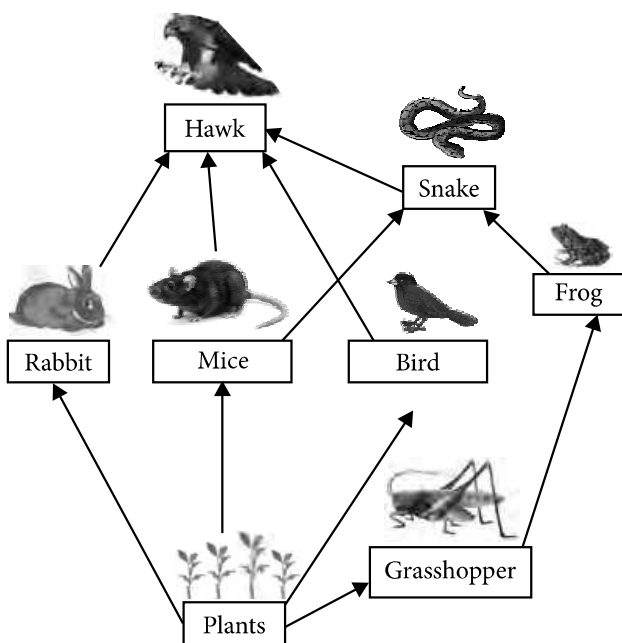 Hawk
Snake
Frog
Rabbit
Mice
Bird
Grasshopper
Plants